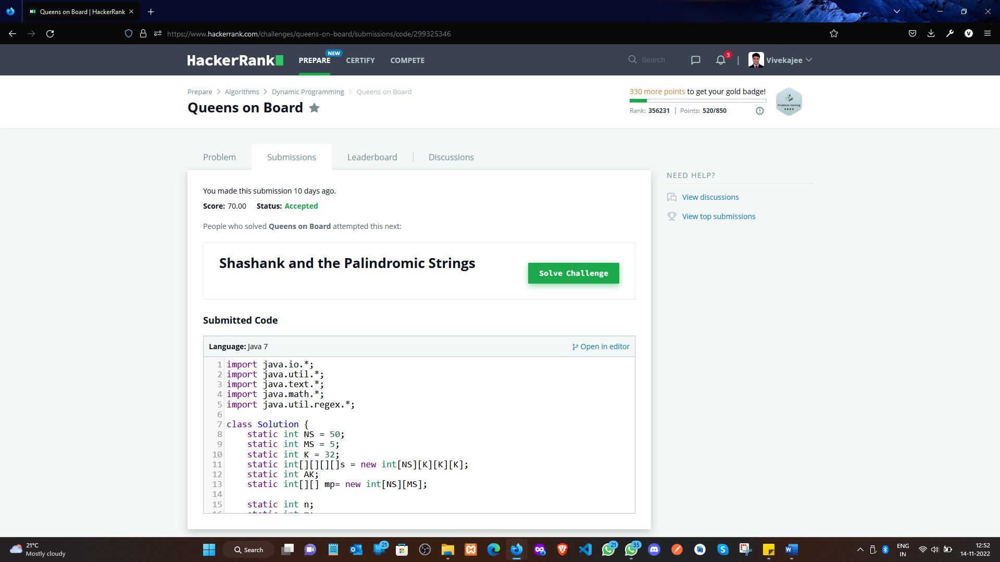 Queens on Board | HackerRank
https://www.hackerrank.com/challenges/queens-on-board/submissions/code/299325346
V
HackerRank
PREPARE
NEW
CERTIFY
COMPETE
Search
3
Vivekajee
Prepare > Algorithms > Dynamic Programming > Queens on Board
Queens on Board
330 more points to get your gold badge!
Rank: 356231 | Points: 520/850
Problem Solving
Problem
Submissions
Leaderboard
Discussions
You made this submission 10 days ago.
Score: 70.00 Status: Accepted
People who solved Queens on Board attempted this next:
Shashank and the Palindromic Strings
Solve Challenge
Submitted Code
Language: Java 7
Open in editor
1 import java.io.*;
2 import java.util.*;
3 import java.text.*;
4 import java.math.*;
5 import java.util.regex.*;
6
7 class Solution {
8 static int NS = 50;
9 static int MS = 5;
10 static int K = 32;
11 static int[][][][]s = new int[NS][K][K][K];
12 static int AK;
13 static int[][] mp= new int[NS][MS];
14
15 static int n;
NEED HELP?
View discussions
View top submissions
21°C
Mostly cloudy
Search
21
21
35
ENG
IN
12:52
14-11-2022